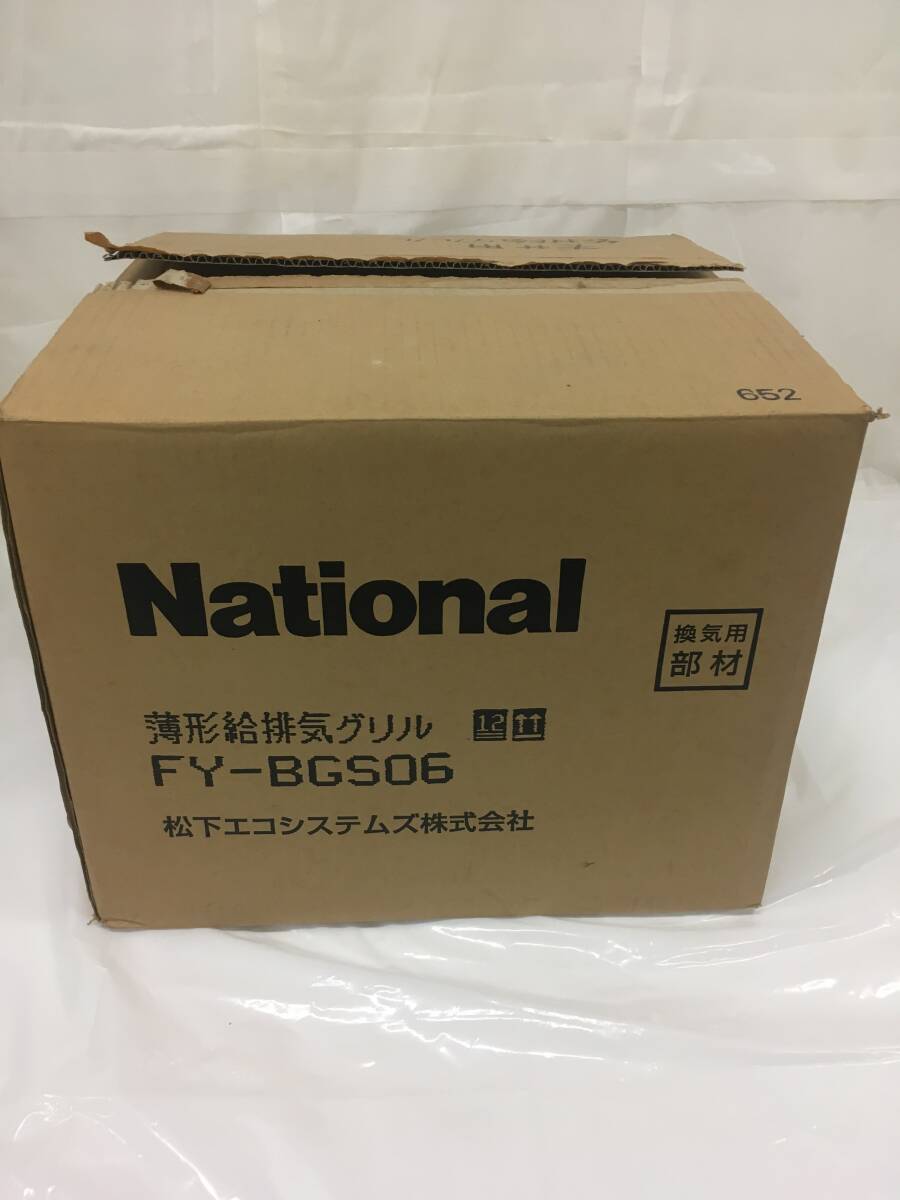 652
National
換気用
部材
薄形給排気グリル 12
FY-BGS06
松下エコシステムズ株式会社